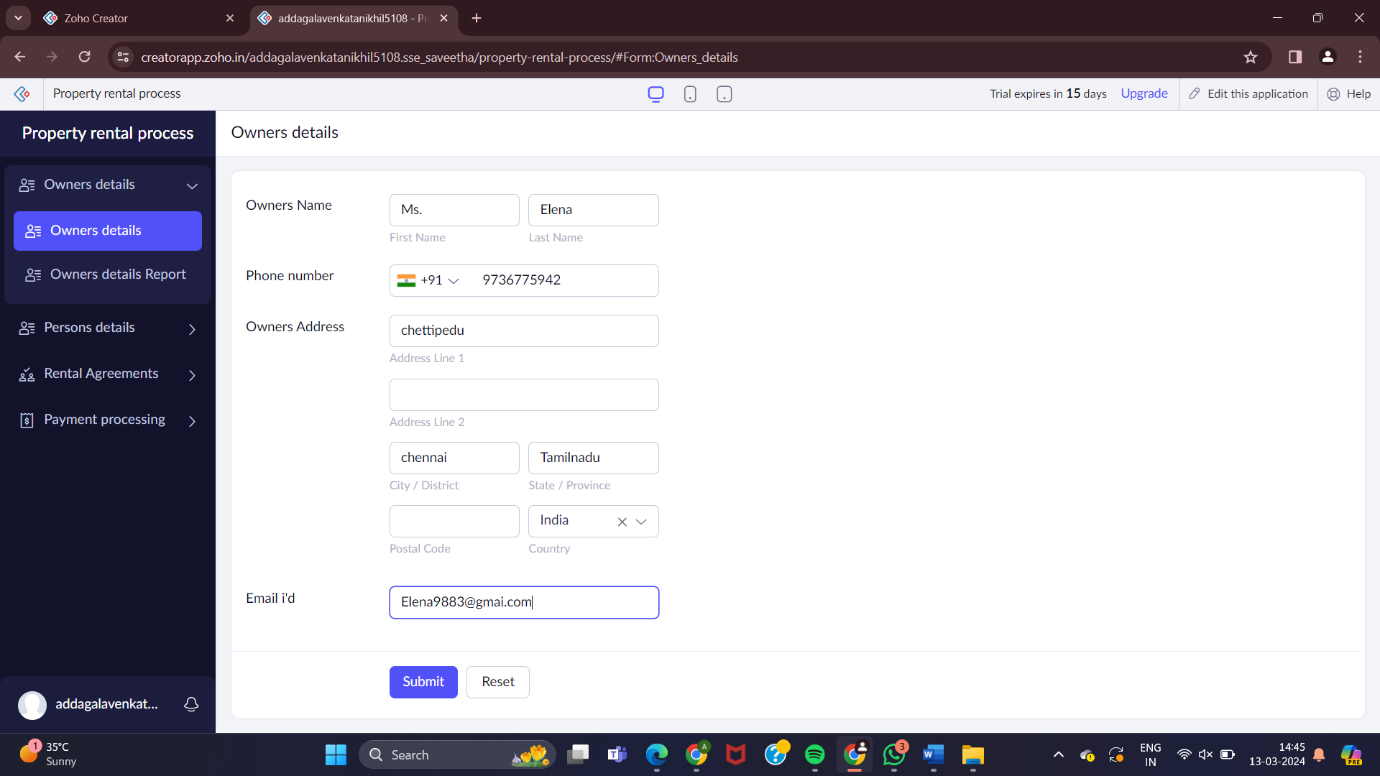 Zoho Creator
addagalavenkatanikhil5108 - Pr
creatorapp.zoho.in/addagalavenkatanikhil5108.sse_saveetha/property-rental-process/#Form:Owners_details
Property rental process
Trial expires in 15 days Upgrade Edit this application Help
Property rental process
Owners details
Owners details
Owners details Report
Persons details
Rental Agreements
Payment processing
addagalavenkat...
Owners details
Owners Name
Ms. Elena
First Name Last Name
Phone number
+91 9736775942
Owners Address
chettipedu
Address Line 1
Address Line 2
chennai Tamilnadu
City / District State / Province
India
Postal Code Country
Email i'd
Elena9883@gmai.com
Submit Reset
1
35°C
Sunny
Search
A
3
PRE
ENG
IN
14:45
13-03-2024